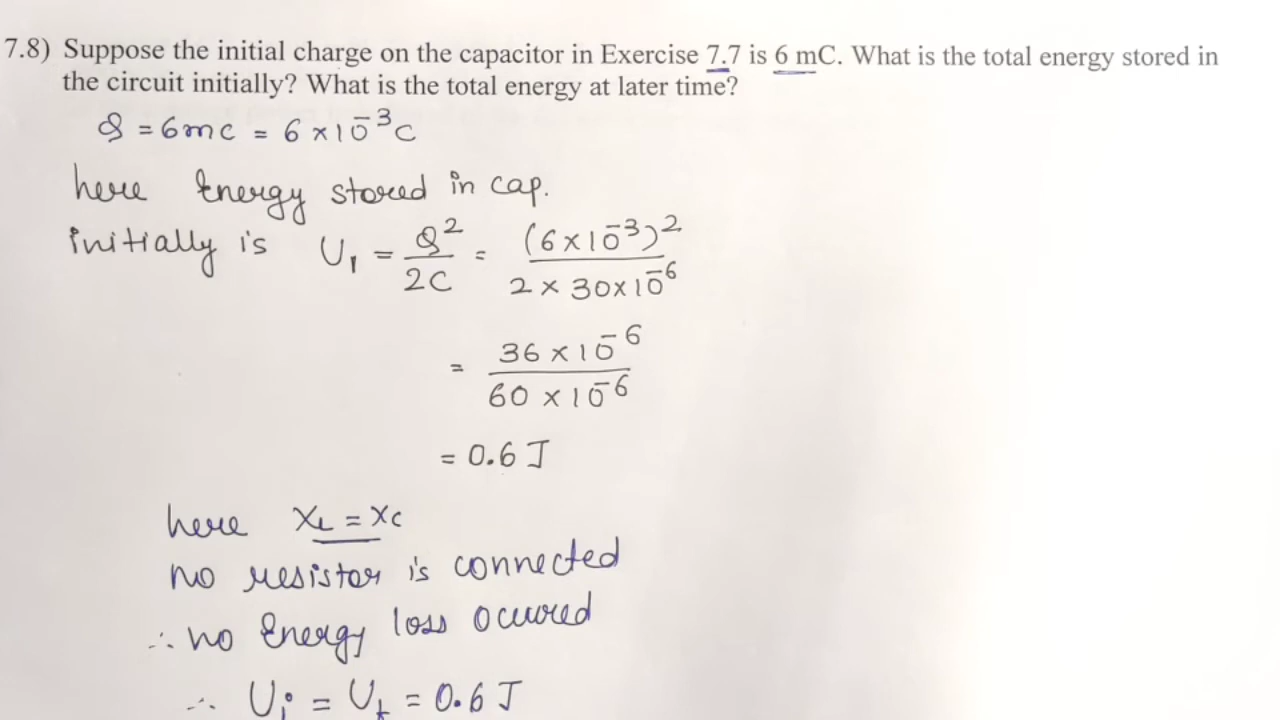 7.8) Suppose the initial charge on the capacitor in Exercise 7.7 is 6 mC. What is the total energy stored in
the circuit initially? What is the total energy at later time?
Q = 6mc = 6 × 10⁻³ C
here Energy stored in cap.
initially is U₁ = Q²/2C = (6×10⁻³)²/2 × 30×10⁻⁶
= 36 × 10⁻⁶/60 × 10⁻⁶
= 0.6 J
here X_L = X_C
no resistor is connected
∴ no Energy loss ocurred
∴ Uᵢ = U_f = 0.6 J